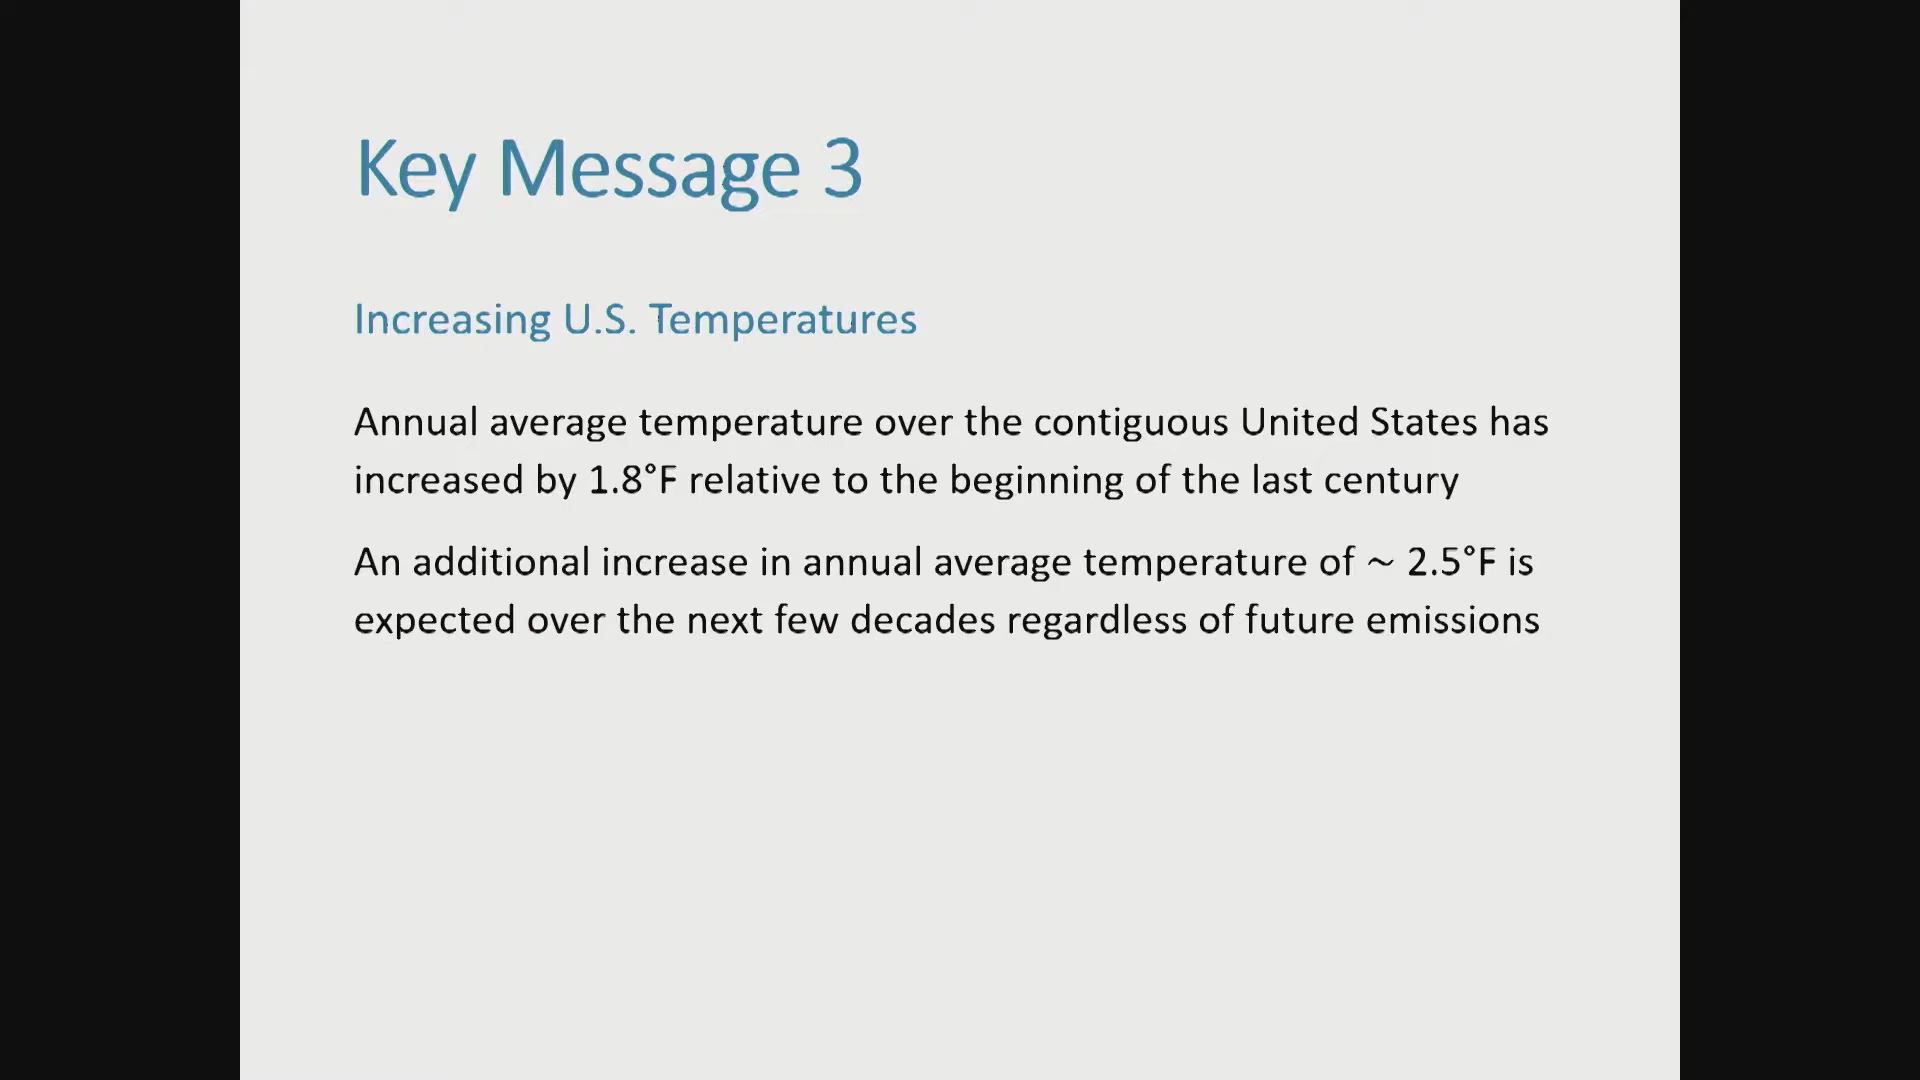 Key Message 3
Increasing U.S. Temperatures
Annual average temperature over the contiguous United States has
increased by 1.8°F relative to the beginning of the last century
An additional increase in annual average temperature of ~ 2.5°F is
expected over the next few decades regardless of future emissions